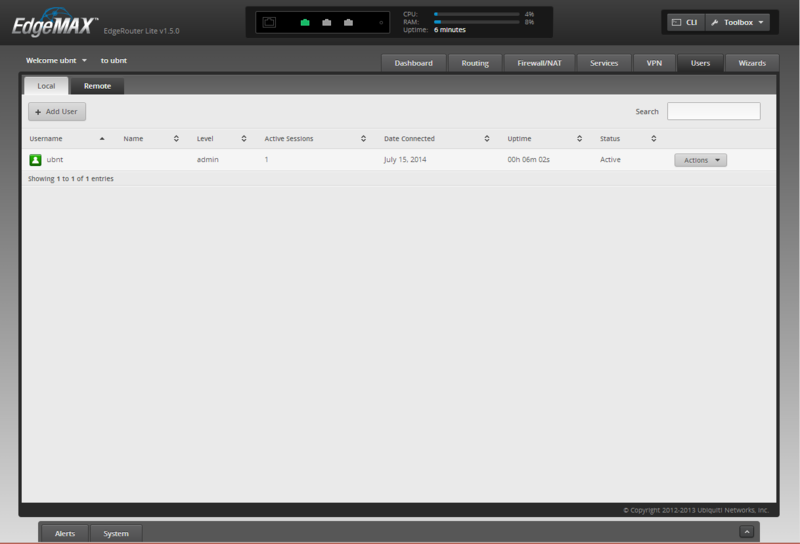 EdgeMAX™ EdgeRouter Lite v1.5.0
CPU: 4%
RAM: 8%
Uptime: 6 minutes
CLI Toolbox
Welcome ubnt to ubnt
Dashboard Routing Firewall/NAT Services VPN Users Wizards
Local Remote
+ Add User
Search
Username Name Level Active Sessions Date Connected Uptime Status
ubnt admin 1 July 15, 2014 00h 06m 02s Active Actions
Showing 1 to 1 of 1 entries
© Copyright 2012-2013 Ubiquiti Networks, Inc.
Alerts System